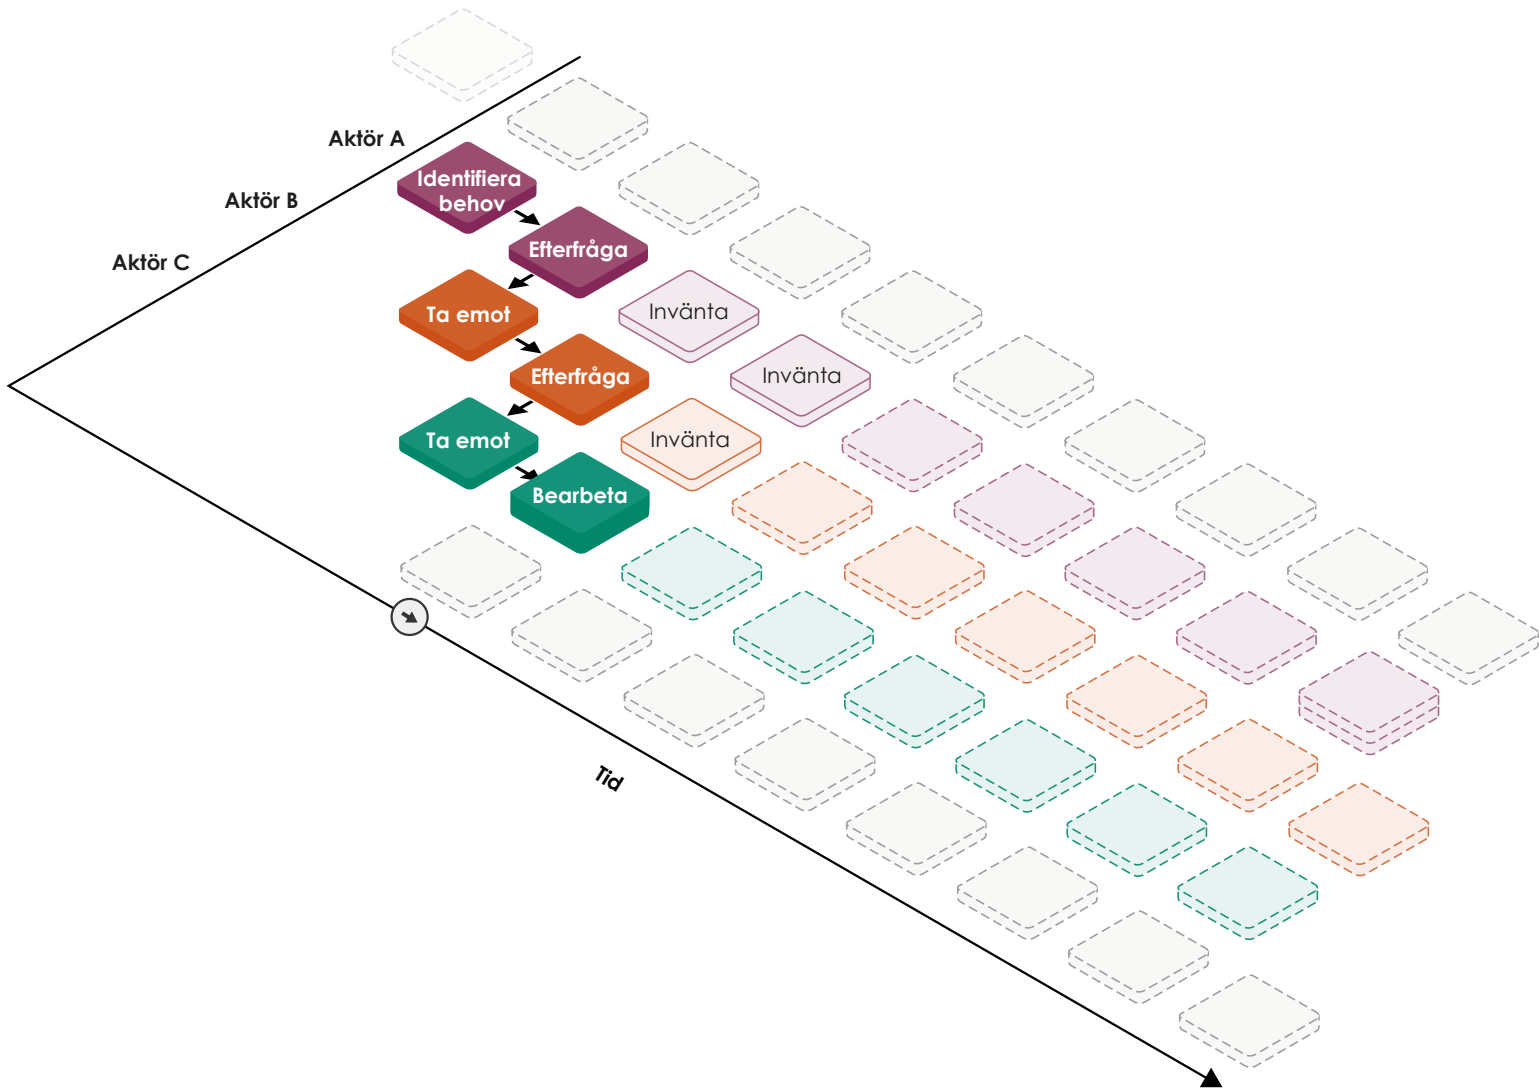 Aktör A
Identifiera
behov
Aktör B
Efterfråga
Aktör C
Ta emot
Invänta
Efterfråga
Invänta
Ta emot
Invänta
Bearbeta
Tid